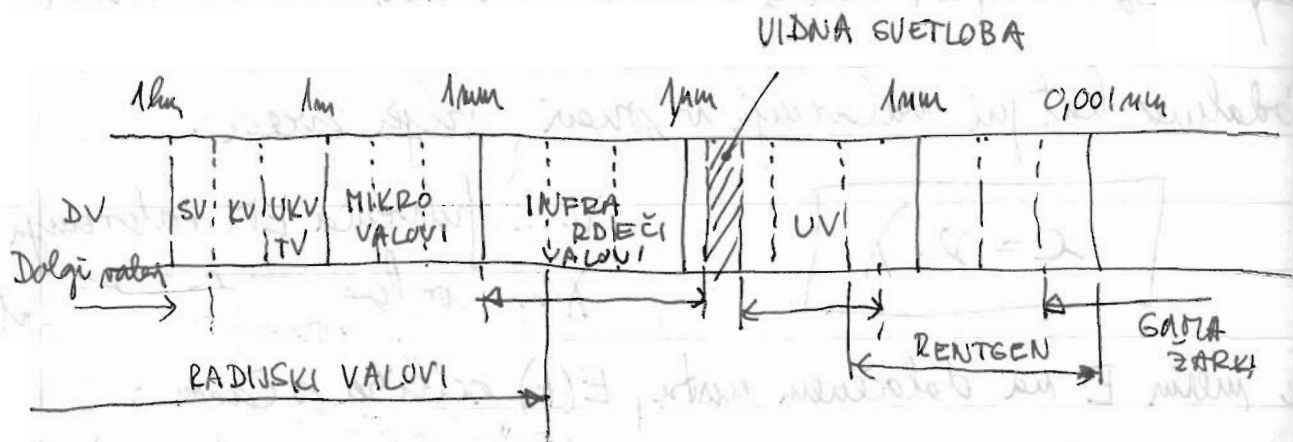 VIDNA SVETLOBA
1km 1m 1mm 1µm 1nm 0,001nm
DV SV KV UKV TV MIKRO VALOVI INFRA RDEČI VALOVI UV
Dolgi valovi
RADIJSKI VALOVI
RENTGEN
GAMA ŽARKI